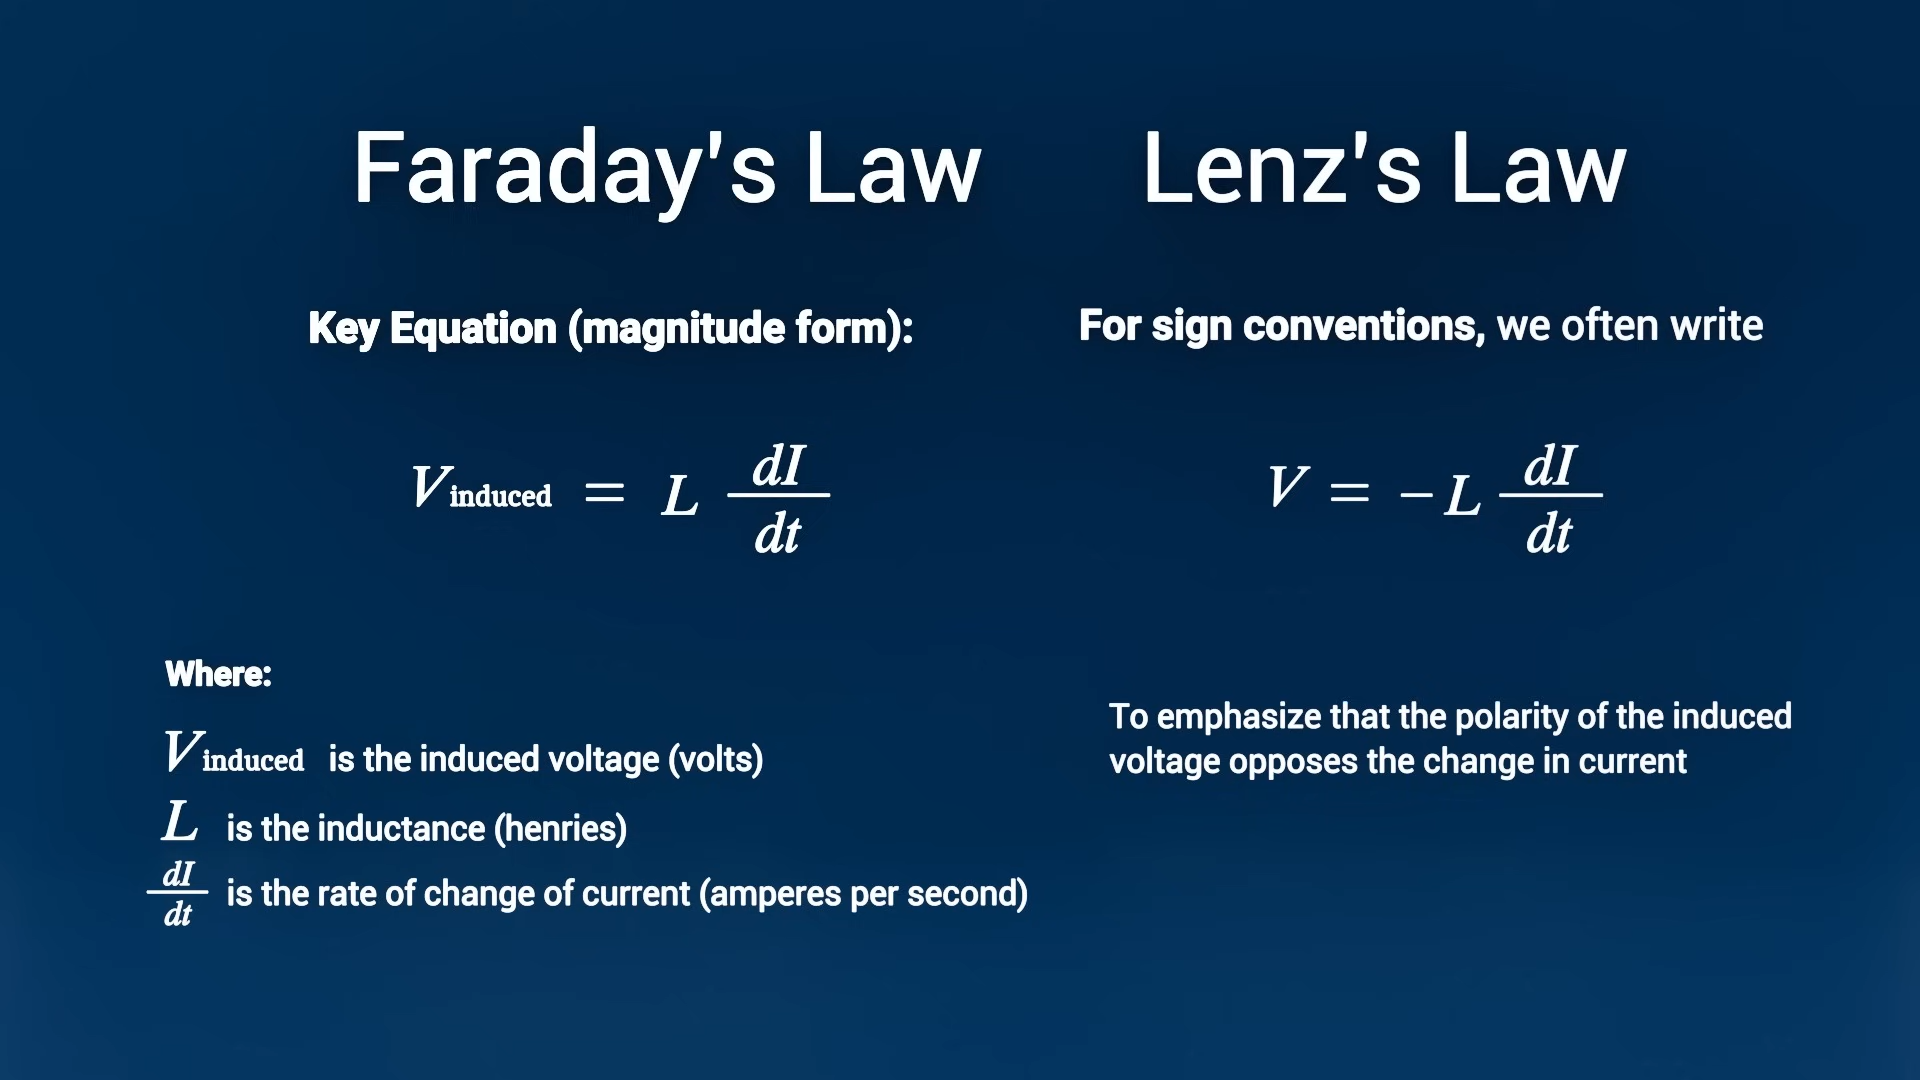 Faraday's Law
Key Equation (magnitude form):
V induced = L dI/dt
Where:
V induced is the induced voltage (volts)
L is the inductance (henries)
dI/dt is the rate of change of current (amperes per second)
Lenz's Law
For sign conventions, we often write
V = −L dI/dt
To emphasize that the polarity of the induced
voltage opposes the change in current